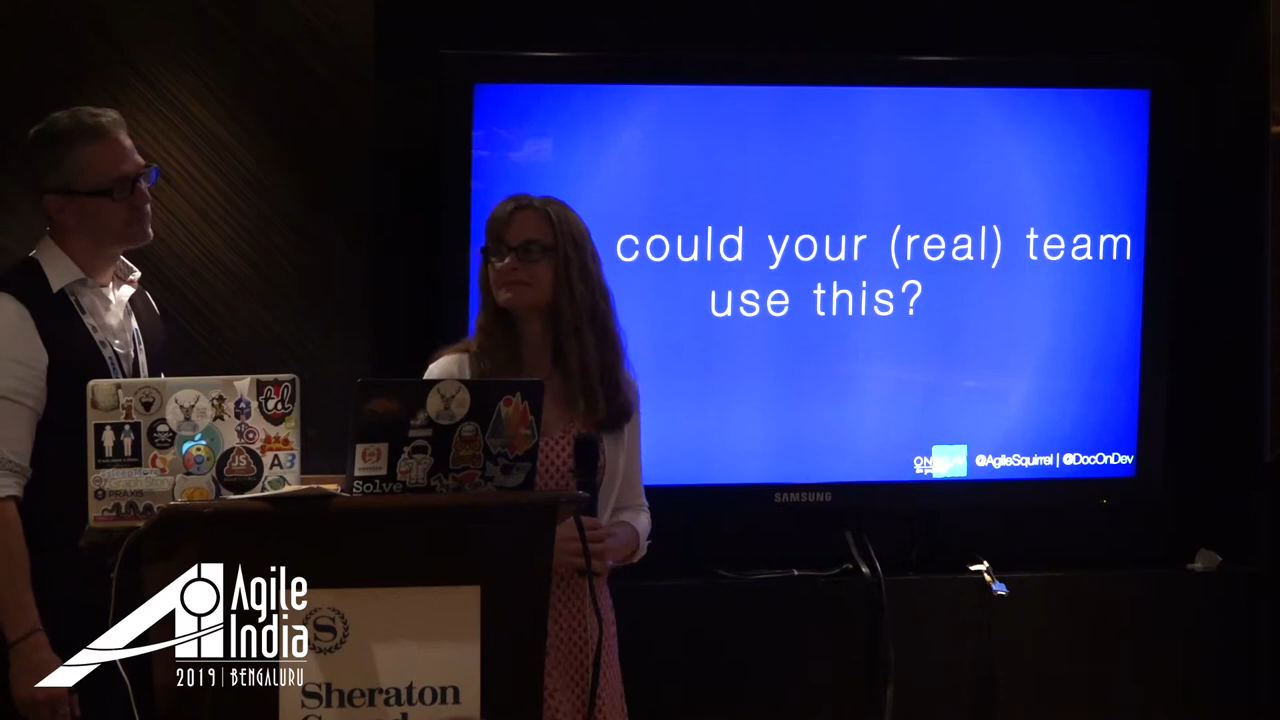 could your (real) team
use this?
@AgileSquirrel | @DocOnDev
SAMSUNG
td
JS
AB
PRAXIS
Solve
Agile
India
2019 | BENGALURU
S
Sheraton